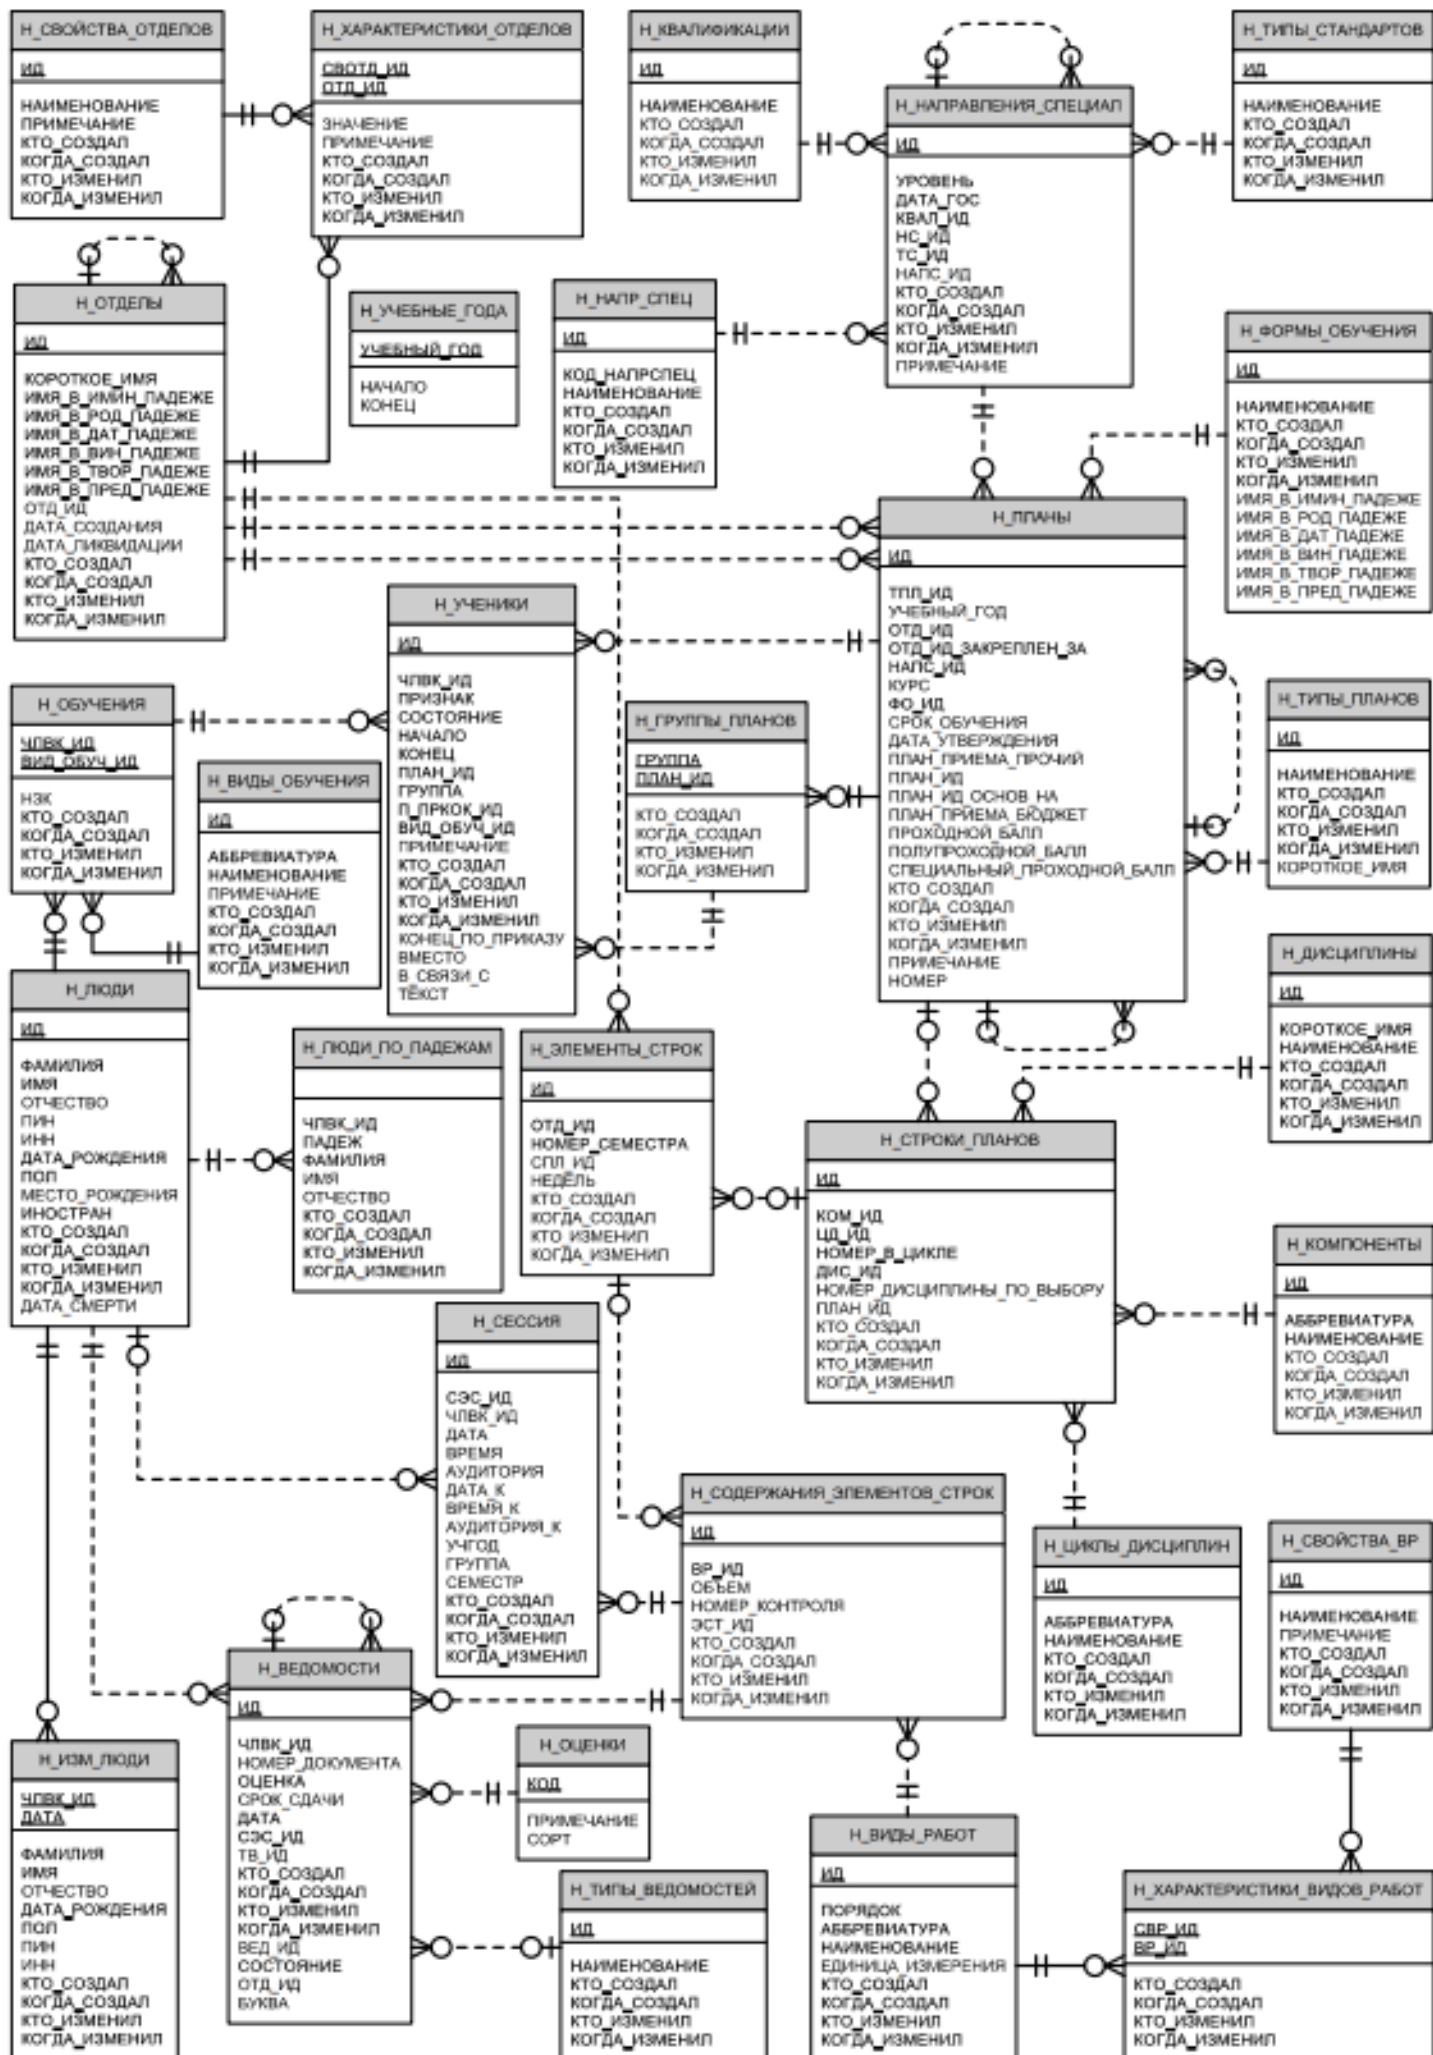 Н_СВОЙСТВА_ОТДЕЛОВ
ИД
НАИМЕНОВАНИЕ
ПРИМЕЧАНИЕ
КТО_СОЗДАЛ
КОГДА_СОЗДАЛ
КТО_ИЗМЕНИЛ
КОГДА_ИЗМЕНИЛ
Н_ХАРАКТЕРИСТИКИ_ОТДЕЛОВ
СВОТД_ИД
ОТД_ИД
ЗНАЧЕНИЕ
ПРИМЕЧАНИЕ
КТО_СОЗДАЛ
КОГДА_СОЗДАЛ
КТО_ИЗМЕНИЛ
КОГДА_ИЗМЕНИЛ
Н_КВАЛИФИКАЦИИ
ИД
НАИМЕНОВАНИЕ
КТО_СОЗДАЛ
КОГДА_СОЗДАЛ
КТО_ИЗМЕНИЛ
КОГДА_ИЗМЕНИЛ
Н_НАПРАВЛЕНИЯ_СПЕЦИАЛ
ИД
УРОВЕНЬ
ДАТА_ГОС
КВАЛ_ИД
НС_ИД
ТС_ИД
НАПС_ИД
КТО_СОЗДАЛ
КОГДА_СОЗДАЛ
КТО_ИЗМЕНИЛ
КОГДА_ИЗМЕНИЛ
ПРИМЕЧАНИЕ
Н_ТИПЫ_СТАНДАРТОВ
ИД
НАИМЕНОВАНИЕ
КТО_СОЗДАЛ
КОГДА_СОЗДАЛ
КТО_ИЗМЕНИЛ
КОГДА_ИЗМЕНИЛ
Н_ОТДЕЛЫ
ИД
КОРОТКОЕ_ИМЯ
ИМЯ_В_ИМИН_ПАДЕЖЕ
ИМЯ_В_РОД_ПАДЕЖЕ
ИМЯ_В_ДАТ_ПАДЕЖЕ
ИМЯ_В_ВИН_ПАДЕЖЕ
ИМЯ_В_ТВОР_ПАДЕЖЕ
ИМЯ_В_ПРЕД_ПАДЕЖЕ
ОТД_ИД
ДАТА_СОЗДАНИЯ
ДАТА_ЛИКВИДАЦИИ
КТО_СОЗДАЛ
КОГДА_СОЗДАЛ
КТО_ИЗМЕНИЛ
КОГДА_ИЗМЕНИЛ
Н_УЧЕБНЫЕ_ГОДА
УЧЕБНЫЙ_ГОД
НАЧАЛО
КОНЕЦ
Н_НАПР_СПЕЦ
ИД
КОД_НАПРСПЕЦ
НАИМЕНОВАНИЕ
КТО_СОЗДАЛ
КОГДА_СОЗДАЛ
КТО_ИЗМЕНИЛ
КОГДА_ИЗМЕНИЛ
Н_ФОРМЫ_ОБУЧЕНИЯ
ИД
НАИМЕНОВАНИЕ
КТО_СОЗДАЛ
КОГДА_СОЗДАЛ
КТО_ИЗМЕНИЛ
КОГДА_ИЗМЕНИЛ
ИМЯ_В_ИМИН_ПАДЕЖЕ
ИМЯ_В_РОД_ПАДЕЖЕ
ИМЯ_В_ДАТ_ПАДЕЖЕ
ИМЯ_В_ВИН_ПАДЕЖЕ
ИМЯ_В_ТВОР_ПАДЕЖЕ
ИМЯ_В_ПРЕД_ПАДЕЖЕ
Н_ПЛАНЫ
ИД
ТПЛ_ИД
УЧЕБНЫЙ_ГОД
ОТД_ИД
ОТД_ИД_ЗАКРЕПЛЕН_ЗА
НАПС_ИД
КУРС
ФО_ИД
СРОК_ОБУЧЕНИЯ
ДАТА_УТВЕРЖДЕНИЯ
ПЛАН_ПРИЕМА_ПРОЧИЙ
ПЛАН_ИД
ПЛАН_ИД_ОСНОВ_НА
ПЛАН_ПРИЕМА_БЮДЖЕТ
ПРОХОДНОЙ_БАЛЛ
ПОЛУПРОХОДНОЙ_БАЛЛ
СПЕЦИАЛЬНЫЙ_ПРОХОДНОЙ_БАЛЛ
КТО_СОЗДАЛ
КОГДА_СОЗДАЛ
КТО_ИЗМЕНИЛ
КОГДА_ИЗМЕНИЛ
ПРИМЕЧАНИЕ
НОМЕР
Н_УЧЕНИКИ
ИД
ЧЛВК_ИД
ПРИЗНАК
СОСТОЯНИЕ
НАЧАЛО
КОНЕЦ
ПЛАН_ИД
ГРУППА
П_ПРКОК_ИД
ВИД_ОБУЧ_ИД
ПРИМЕЧАНИЕ
КТО_СОЗДАЛ
КОГДА_СОЗДАЛ
КТО_ИЗМЕНИЛ
КОГДА_ИЗМЕНИЛ
КОНЕЦ_ПО_ПРИКАЗУ
ВМЕСТО
В_СВЯЗИ_С
ТЕКСТ
Н_ОБУЧЕНИЯ
ЧЛВК_ИД
ВИД_ОБУЧ_ИД
НЗК
КТО_СОЗДАЛ
КОГДА_СОЗДАЛ
КТО_ИЗМЕНИЛ
КОГДА_ИЗМЕНИЛ
Н_ВИДЫ_ОБУЧЕНИЯ
ИД
АББРЕВИАТУРА
НАИМЕНОВАНИЕ
ПРИМЕЧАНИЕ
КТО_СОЗДАЛ
КОГДА_СОЗДАЛ
КТО_ИЗМЕНИЛ
КОГДА_ИЗМЕНИЛ
Н_ГРУППЫ_ПЛАНОВ
ГРУППА
ПЛАН_ИД
КТО_СОЗДАЛ
КОГДА_СОЗДАЛ
КТО_ИЗМЕНИЛ
КОГДА_ИЗМЕНИЛ
Н_ТИПЫ_ПЛАНОВ
ИД
НАИМЕНОВАНИЕ
КТО_СОЗДАЛ
КОГДА_СОЗДАЛ
КТО_ИЗМЕНИЛ
КОГДА_ИЗМЕНИЛ
КОРОТКОЕ_ИМЯ
Н_ДИСЦИПЛИНЫ
ИД
КОРОТКОЕ_ИМЯ
НАИМЕНОВАНИЕ
КТО_СОЗДАЛ
КОГДА_СОЗДАЛ
КТО_ИЗМЕНИЛ
КОГДА_ИЗМЕНИЛ
Н_ЛЮДИ
ИД
ФАМИЛИЯ
ИМЯ
ОТЧЕСТВО
ПИН
ИНН
ДАТА_РОЖДЕНИЯ
ПОЛ
МЕСТО_РОЖДЕНИЯ
ИНОСТРАН
КТО_СОЗДАЛ
КОГДА_СОЗДАЛ
КТО_ИЗМЕНИЛ
КОГДА_ИЗМЕНИЛ
ДАТА_СМЕРТИ
Н_ЛЮДИ_ПО_ПАДЕЖАМ
ЧЛВК_ИД
ПАДЕЖ
ФАМИЛИЯ
ИМЯ
ОТЧЕСТВО
КТО_СОЗДАЛ
КОГДА_СОЗДАЛ
КТО_ИЗМЕНИЛ
КОГДА_ИЗМЕНИЛ
Н_ЭЛЕМЕНТЫ_СТРОК
ИД
ОТД_ИД
НОМЕР_СЕМЕСТРА
СПЛ_ИД
НЕДЕЛЬ
КТО_СОЗДАЛ
КОГДА_СОЗДАЛ
КТО_ИЗМЕНИЛ
КОГДА_ИЗМЕНИЛ
Н_СТРОКИ_ПЛАНОВ
ИД
КОМ_ИД
ЦД_ИД
НОМЕР_В_ЦИКЛЕ
ДИС_ИД
НОМЕР_ДИСЦИПЛИНЫ_ПО_ВЫБОРУ
ПЛАН_ИД
КТО_СОЗДАЛ
КОГДА_СОЗДАЛ
КТО_ИЗМЕНИЛ
КОГДА_ИЗМЕНИЛ
Н_КОМПОНЕНТЫ
ИД
АББРЕВИАТУРА
НАИМЕНОВАНИЕ
КТО_СОЗДАЛ
КОГДА_СОЗДАЛ
КТО_ИЗМЕНИЛ
КОГДА_ИЗМЕНИЛ
Н_СЕССИЯ
ИД
СЭС_ИД
ЧЛВК_ИД
ДАТА
ВРЕМЯ
АУДИТОРИЯ
ДАТА_К
ВРЕМЯ_К
АУДИТОРИЯ_К
УЧГОД
ГРУППА
СЕМЕСТР
КТО_СОЗДАЛ
КОГДА_СОЗДАЛ
КТО_ИЗМЕНИЛ
КОГДА_ИЗМЕНИЛ
Н_СОДЕРЖАНИЯ_ЭЛЕМЕНТОВ_СТРОК
ИД
ВР_ИД
ОБЪЕМ
НОМЕР_КОНТРОЛЯ
ЭСТ_ИД
КТО_СОЗДАЛ
КОГДА_СОЗДАЛ
КТО_ИЗМЕНИЛ
КОГДА_ИЗМЕНИЛ
Н_ЦИКЛЫ_ДИСЦИПЛИН
ИД
АББРЕВИАТУРА
НАИМЕНОВАНИЕ
КТО_СОЗДАЛ
КОГДА_СОЗДАЛ
КТО_ИЗМЕНИЛ
КОГДА_ИЗМЕНИЛ
Н_СВОЙСТВА_ВР
ИД
НАИМЕНОВАНИЕ
ПРИМЕЧАНИЕ
КТО_СОЗДАЛ
КОГДА_СОЗДАЛ
КТО_ИЗМЕНИЛ
КОГДА_ИЗМЕНИЛ
Н_ИЗМ_ЛЮДИ
ЧЛВК_ИД
ДАТА
ФАМИЛИЯ
ИМЯ
ОТЧЕСТВО
ДАТА_РОЖДЕНИЯ
ПОЛ
ПИН
ИНН
КТО_СОЗДАЛ
КОГДА_СОЗДАЛ
КТО_ИЗМЕНИЛ
КОГДА_ИЗМЕНИЛ
Н_ВЕДОМОСТИ
ИД
ЧЛВК_ИД
НОМЕР_ДОКУМЕНТА
ОЦЕНКА
СРОК_СДАЧИ
ДАТА
СЭС_ИД
ТВ_ИД
КТО_СОЗДАЛ
КОГДА_СОЗДАЛ
КТО_ИЗМЕНИЛ
КОГДА_ИЗМЕНИЛ
ВЕД_ИД
СОСТОЯНИЕ
ОТД_ИД
БУКВА
Н_ОЦЕНКИ
КОД
ПРИМЕЧАНИЕ
СОРТ
Н_ТИПЫ_ВЕДОМОСТЕЙ
ИД
НАИМЕНОВАНИЕ
КТО_СОЗДАЛ
КОГДА_СОЗДАЛ
КТО_ИЗМЕНИЛ
КОГДА_ИЗМЕНИЛ
Н_ВИДЫ_РАБОТ
ИД
ПОРЯДОК
АББРЕВИАТУРА
НАИМЕНОВАНИЕ
ЕДИНИЦА_ИЗМЕРЕНИЯ
КТО_СОЗДАЛ
КОГДА_СОЗДАЛ
КТО_ИЗМЕНИЛ
КОГДА_ИЗМЕНИЛ
Н_ХАРАКТЕРИСТИКИ_ВИДОВ_РАБОТ
СВР_ИД
ВР_ИД
КТО_СОЗДАЛ
КОГДА_СОЗДАЛ
КТО_ИЗМЕНИЛ
КОГДА_ИЗМЕНИЛ